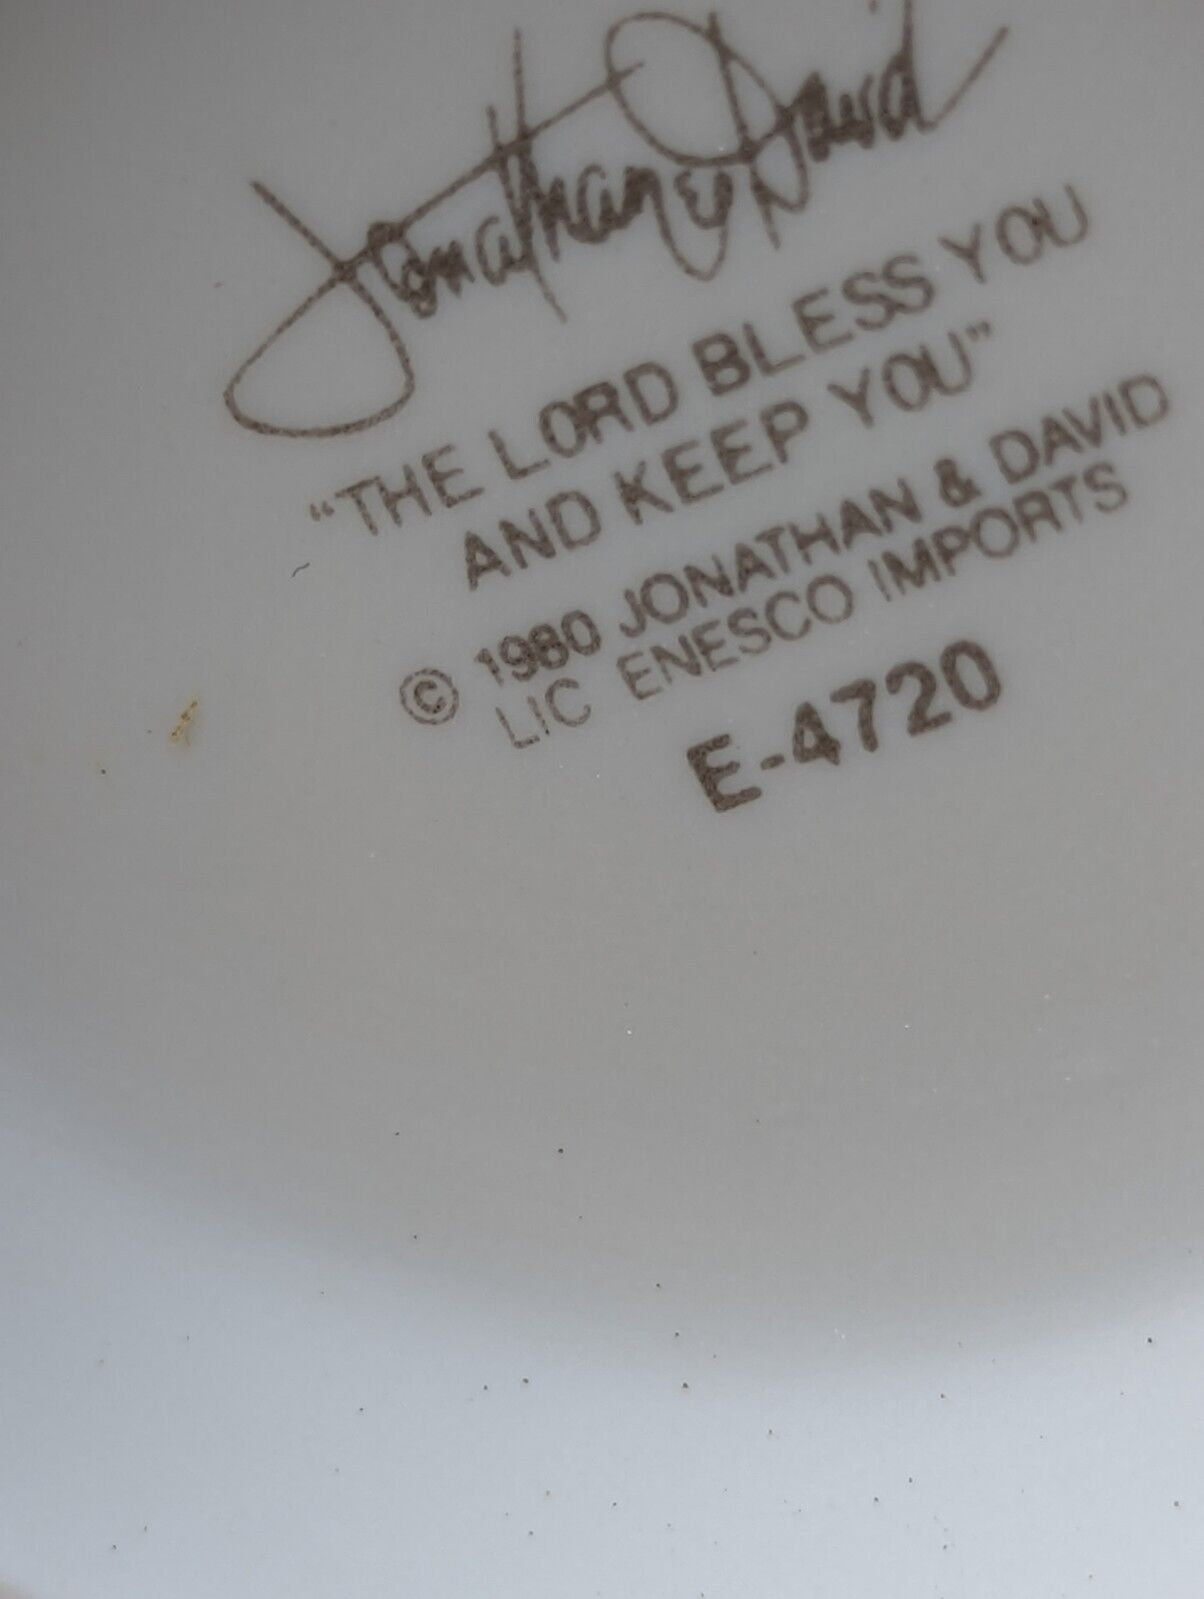 Jonathan & David
"THE LORD BLESS YOU
AND KEEP YOU"
© 1980 JONATHAN & DAVID
LIC ENESCO IMPORTS
E-4720